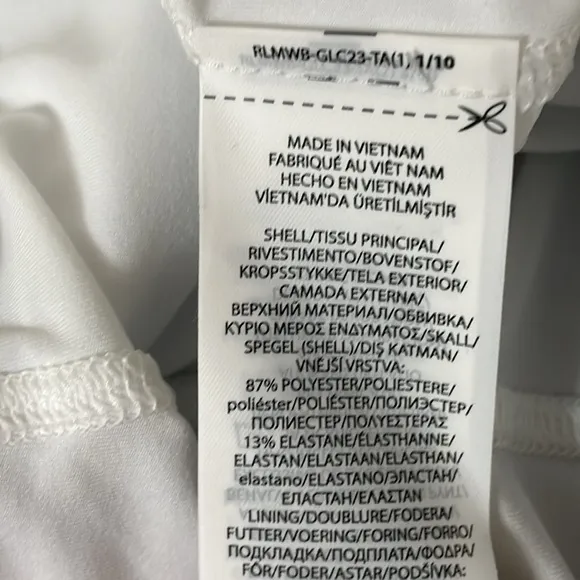 RLMWB-GLC23-TA(1, 1/10
MADE IN VIETNAM
FABRIQUÉ AU VIÊT NAM
HECHO EN VIETNAM
VİETNAM'DA ÜRETİLMİŞTİR
SHELL/TISSU PRINCIPAL/
RIVESTIMENTO/BOVENSTOF/
KROPSSTYKKE/TELA EXTERIOR/
CAMADA EXTERNA/
ВЕРХНИЙ МАТЕРИАЛ/ОБВИВКА/
ΚΥΡΙΟ ΜΕΡΟΣ ΕΝΔΥΜΑΤΟΣ/SKALL/
SPEGEL (SHELL)/DIŞ KATMAN/
VNĚJŠÍ VRSTVA:
87% POLYESTER/POLIESTERE/
poliéster/POLIÉSTER/ПОЛИЭСТЕР/
ПОЛИЕСТЕР/ΠΟΛΥΕΣΤΕΡΑΣ
13% ELASTANE/ÉLASTHANNE/
ELASTAN/ELASTAAN/ELASTHAN/
elastano/ELASTANO/ЭЛАСТАН/
ЕЛАСТАН/ΕΛΑΣΤΑΝ
LINING/DOUBLURE/FODERA/
FUTTER/VOERING/FORING/FORRO/
ПОДКЛАДКА/ПОДПЛАТА/ΦΟΔΡΑ/
FÔR/FODER/ASTAR/PODŠÍVKA: